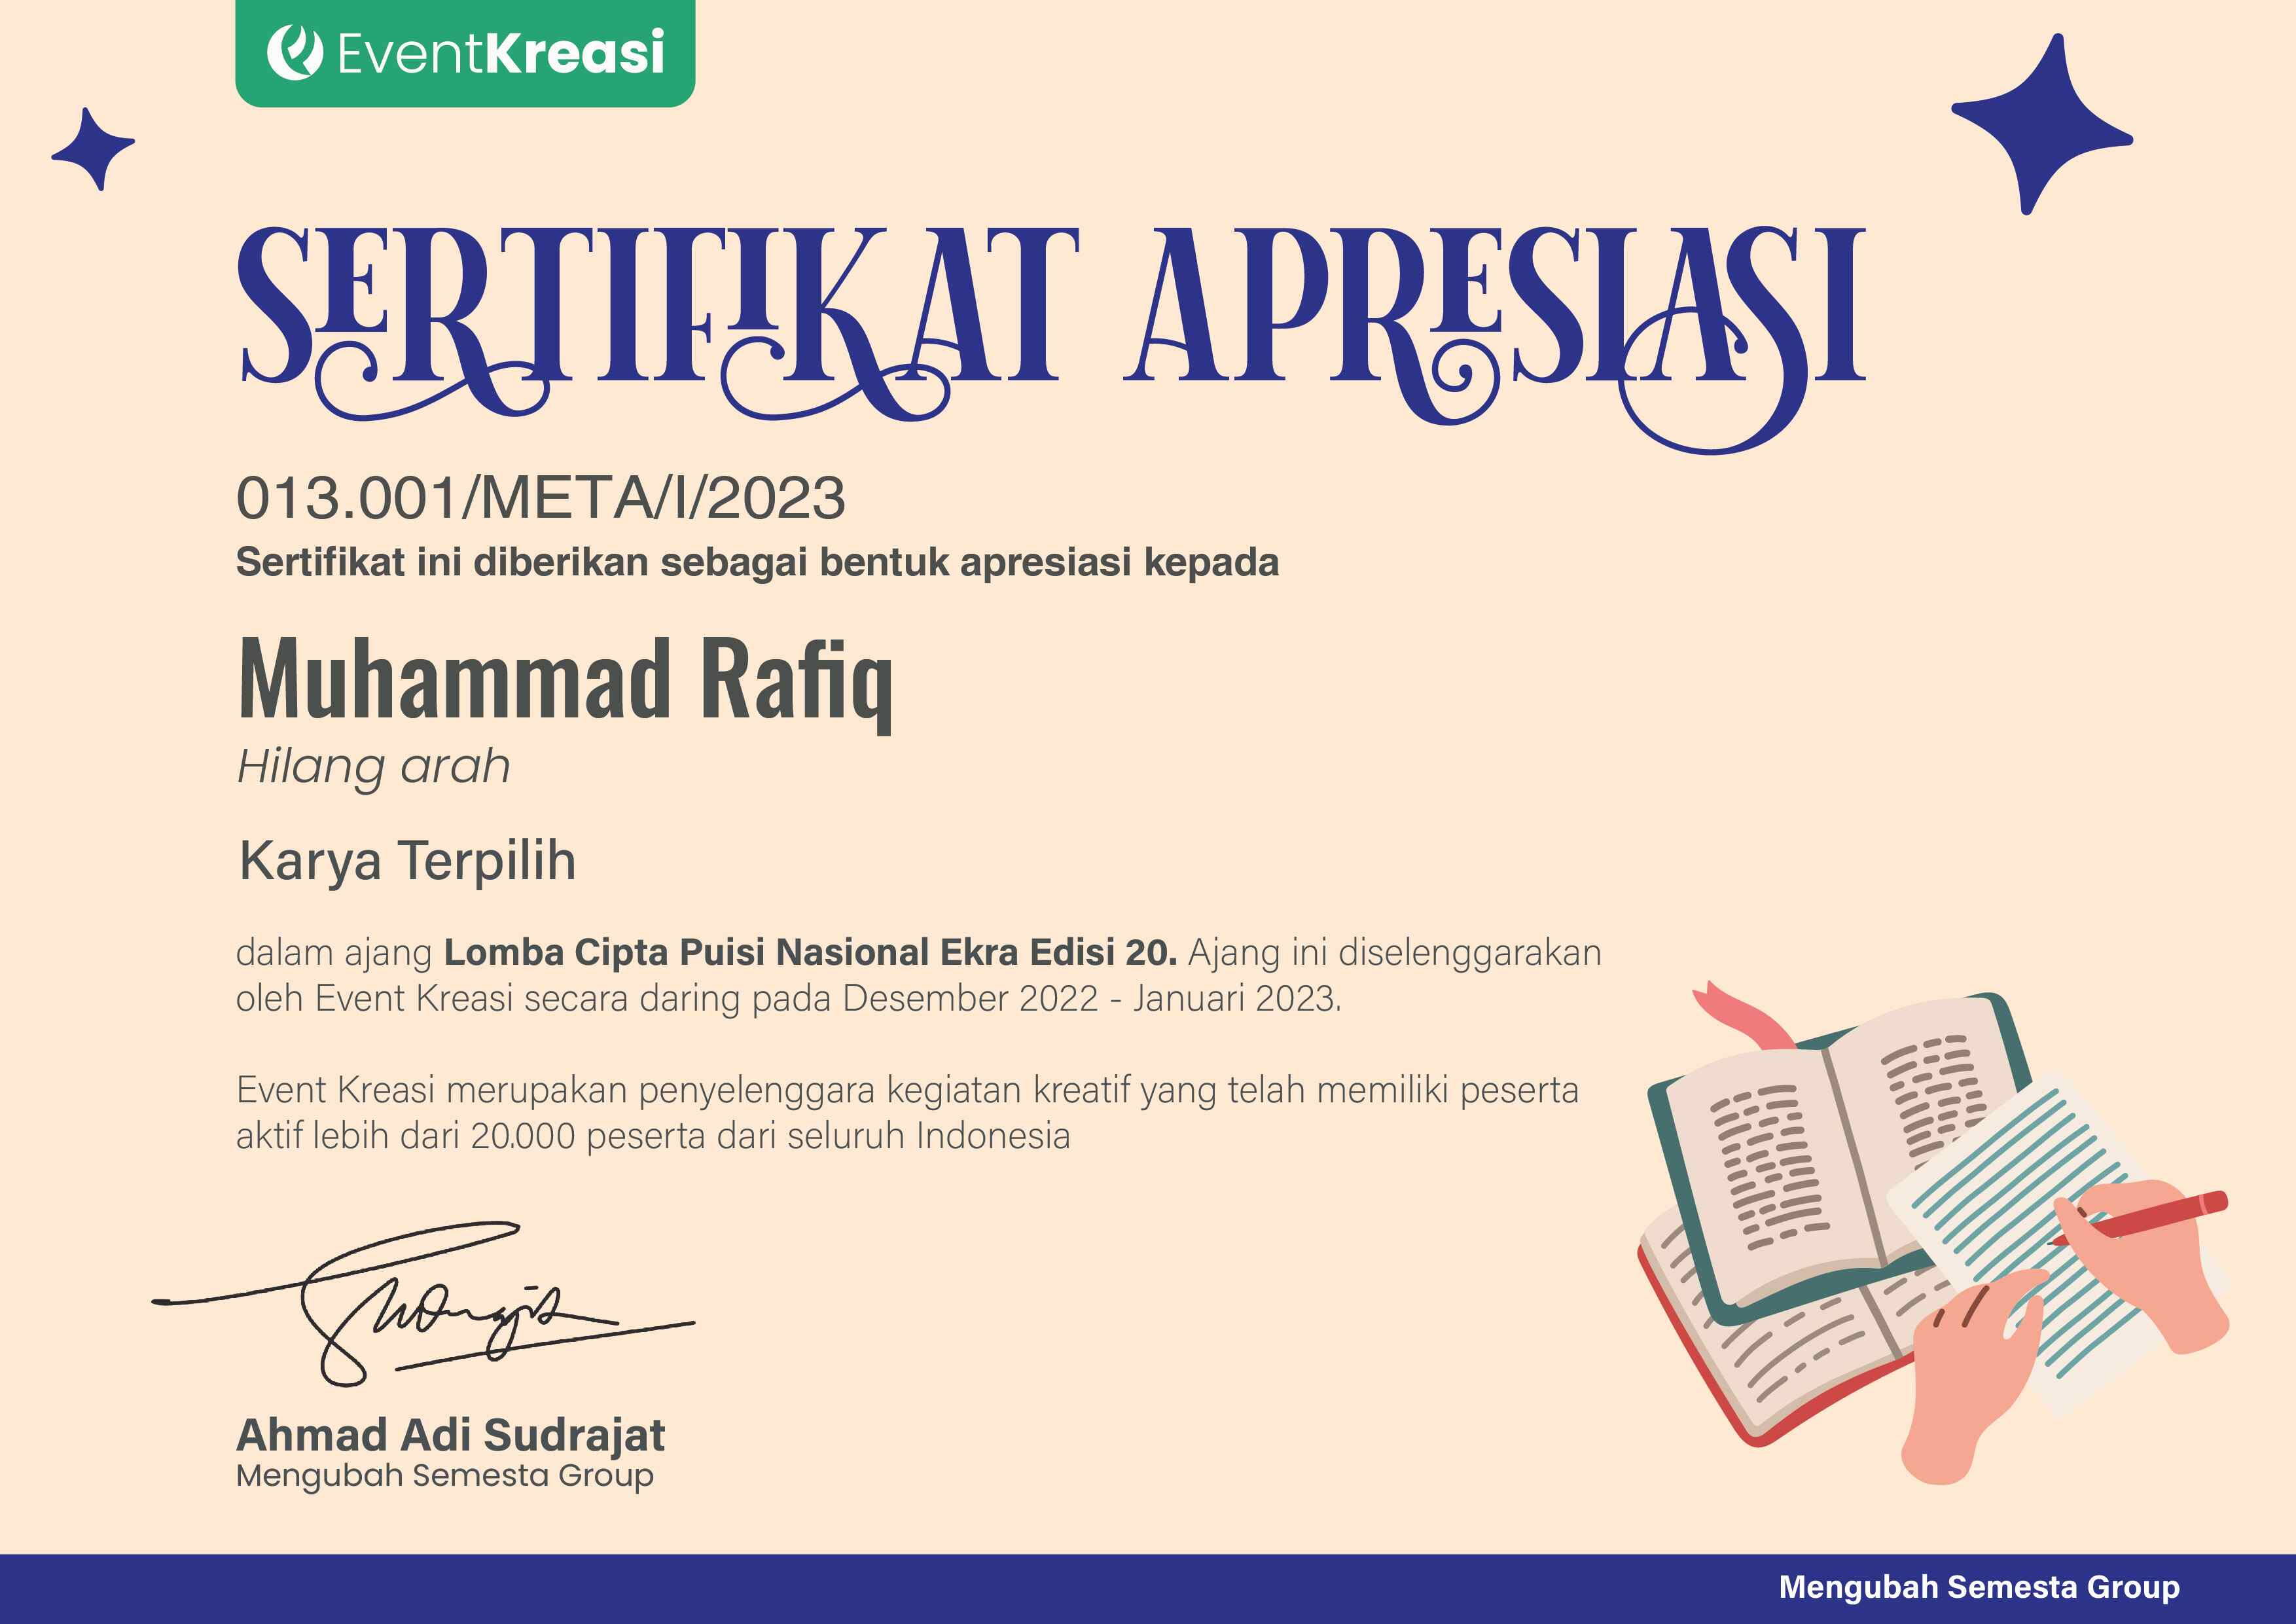 EventKreasi
SERTIFIKAT APRESIASI
013.001/META/I/2023
Sertifikat ini diberikan sebagai bentuk apresiasi kepada
Muhammad Rafiq
Hilang arah
Karya Terpilih
dalam ajang Lomba Cipta Puisi Nasional Ekra Edisi 20. Ajang ini diselenggarakan
oleh Event Kreasi secara daring pada Desember 2022 - Januari 2023.
Event Kreasi merupakan penyelenggara kegiatan kreatif yang telah memiliki peserta
aktif lebih dari 20.000 peserta dari seluruh Indonesia
Ahmad Adi Sudrajat
Mengubah Semesta Group
Mengubah Semesta Group